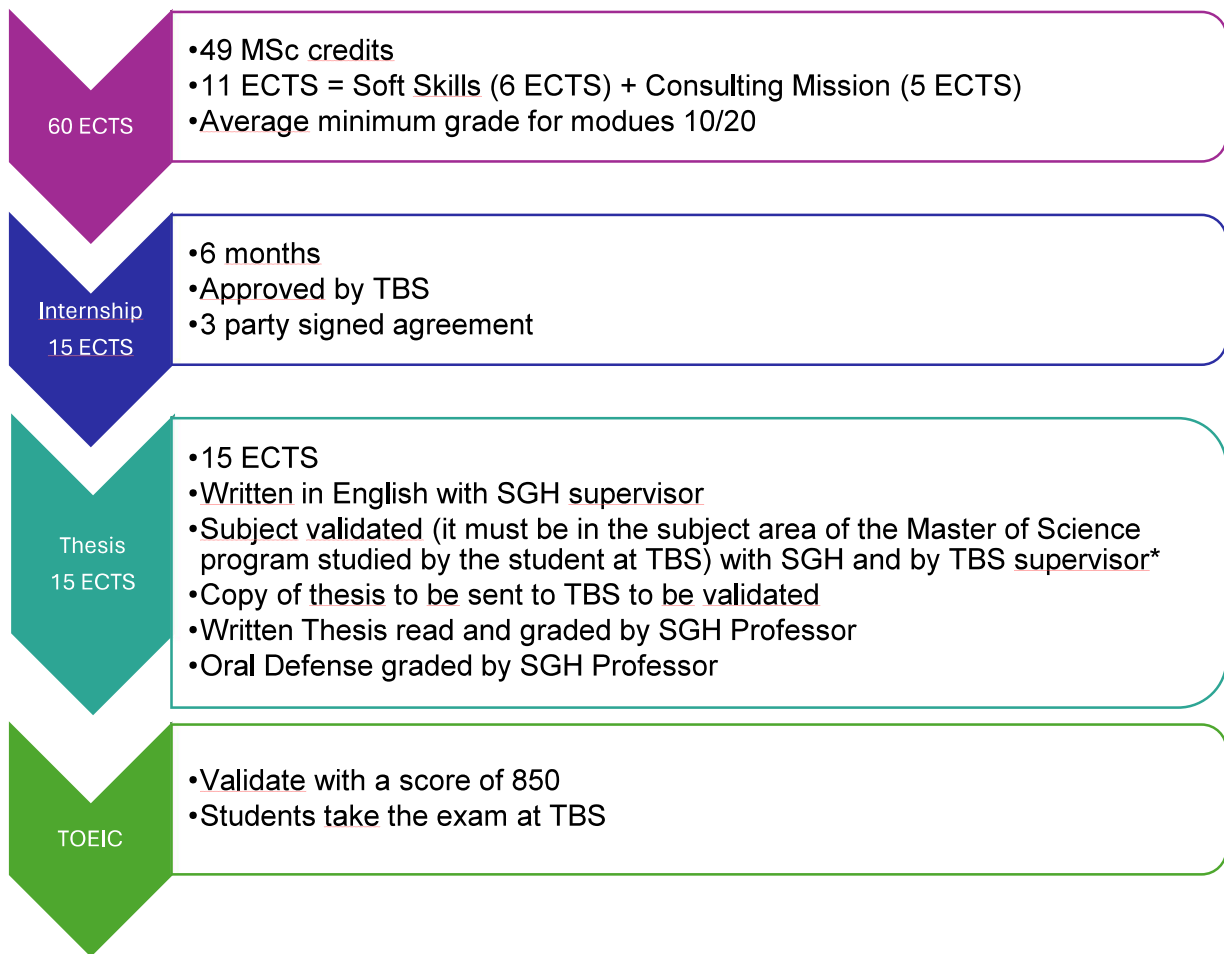 60 ECTS
•49 MSc credits
•11 ECTS = Soft Skills (6 ECTS) + Consulting Mission (5 ECTS)
•Average minimum grade for modues 10/20
Internship
15 ECTS
•6 months
•Approved by TBS
•3 party signed agreement
Thesis
15 ECTS
•15 ECTS
•Written in English with SGH supervisor
•Subject validated (it must be in the subject area of the Master of Science
program studied by the student at TBS) with SGH and by TBS supervisor*
•Copy of thesis to be sent to TBS to be validated
•Written Thesis read and graded by SGH Professor
•Oral Defense graded by SGH Professor
TOEIC
•Validate with a score of 850
•Students take the exam at TBS